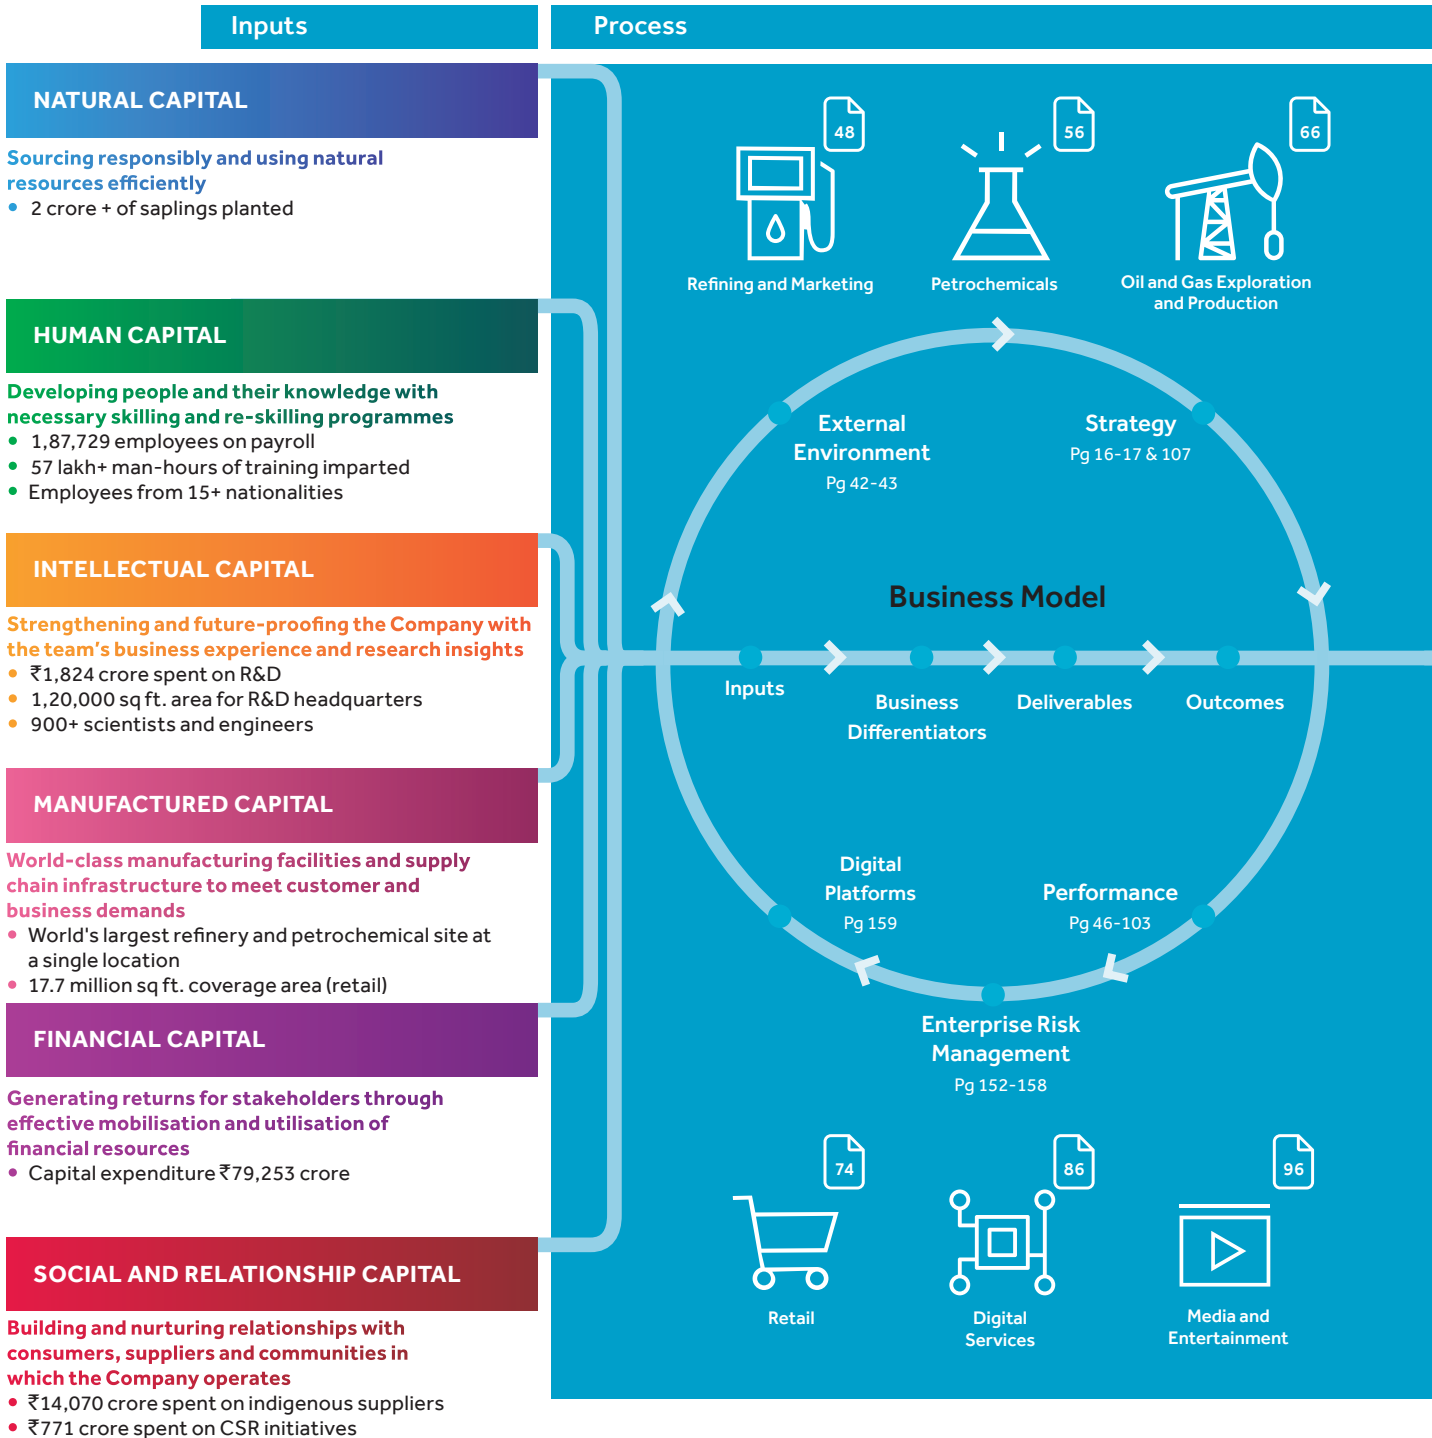 Inputs
NATURAL CAPITAL
Sourcing responsibly and using natural
resources efficiently
• 2 crore + of saplings planted
HUMAN CAPITAL
Developing people and their knowledge with
necessary skilling and re-skilling programmes
• 1,87,729 employees on payroll
• 57 lakh+ man-hours of training imparted
• Employees from 15+ nationalities
INTELLECTUAL CAPITAL
Strengthening and future-proofing the Company with
the team's business experience and research insights
• ₹1,824 crore spent on R&D
• 1,20,000 sq ft. area for R&D headquarters
• 900+ scientists and engineers
MANUFACTURED CAPITAL
World-class manufacturing facilities and supply
chain infrastructure to meet customer and
business demands
• World's largest refinery and petrochemical site at
a single location
• 17.7 million sq ft. coverage area (retail)
FINANCIAL CAPITAL
Generating returns for stakeholders through
effective mobilisation and utilisation of
financial resources
• Capital expenditure ₹79,253 crore
SOCIAL AND RELATIONSHIP CAPITAL
Building and nurturing relationships with
consumers, suppliers and communities in
which the Company operates
• ₹14,070 crore spent on indigenous suppliers
• ₹771 crore spent on CSR initiatives
Process
48
Refining and Marketing
56
Petrochemicals
66
Oil and Gas Exploration
and Production
External
Environment
Pg 42-43
Strategy
Pg 16-17 & 107
Business Model
Inputs
Business
Differentiators
Deliverables
Outcomes
Digital
Platforms
Pg 159
Performance
Pg 46-103
Enterprise Risk
Management
Pg 152-158
74
Retail
86
Digital
Services
96
Media and
Entertainment